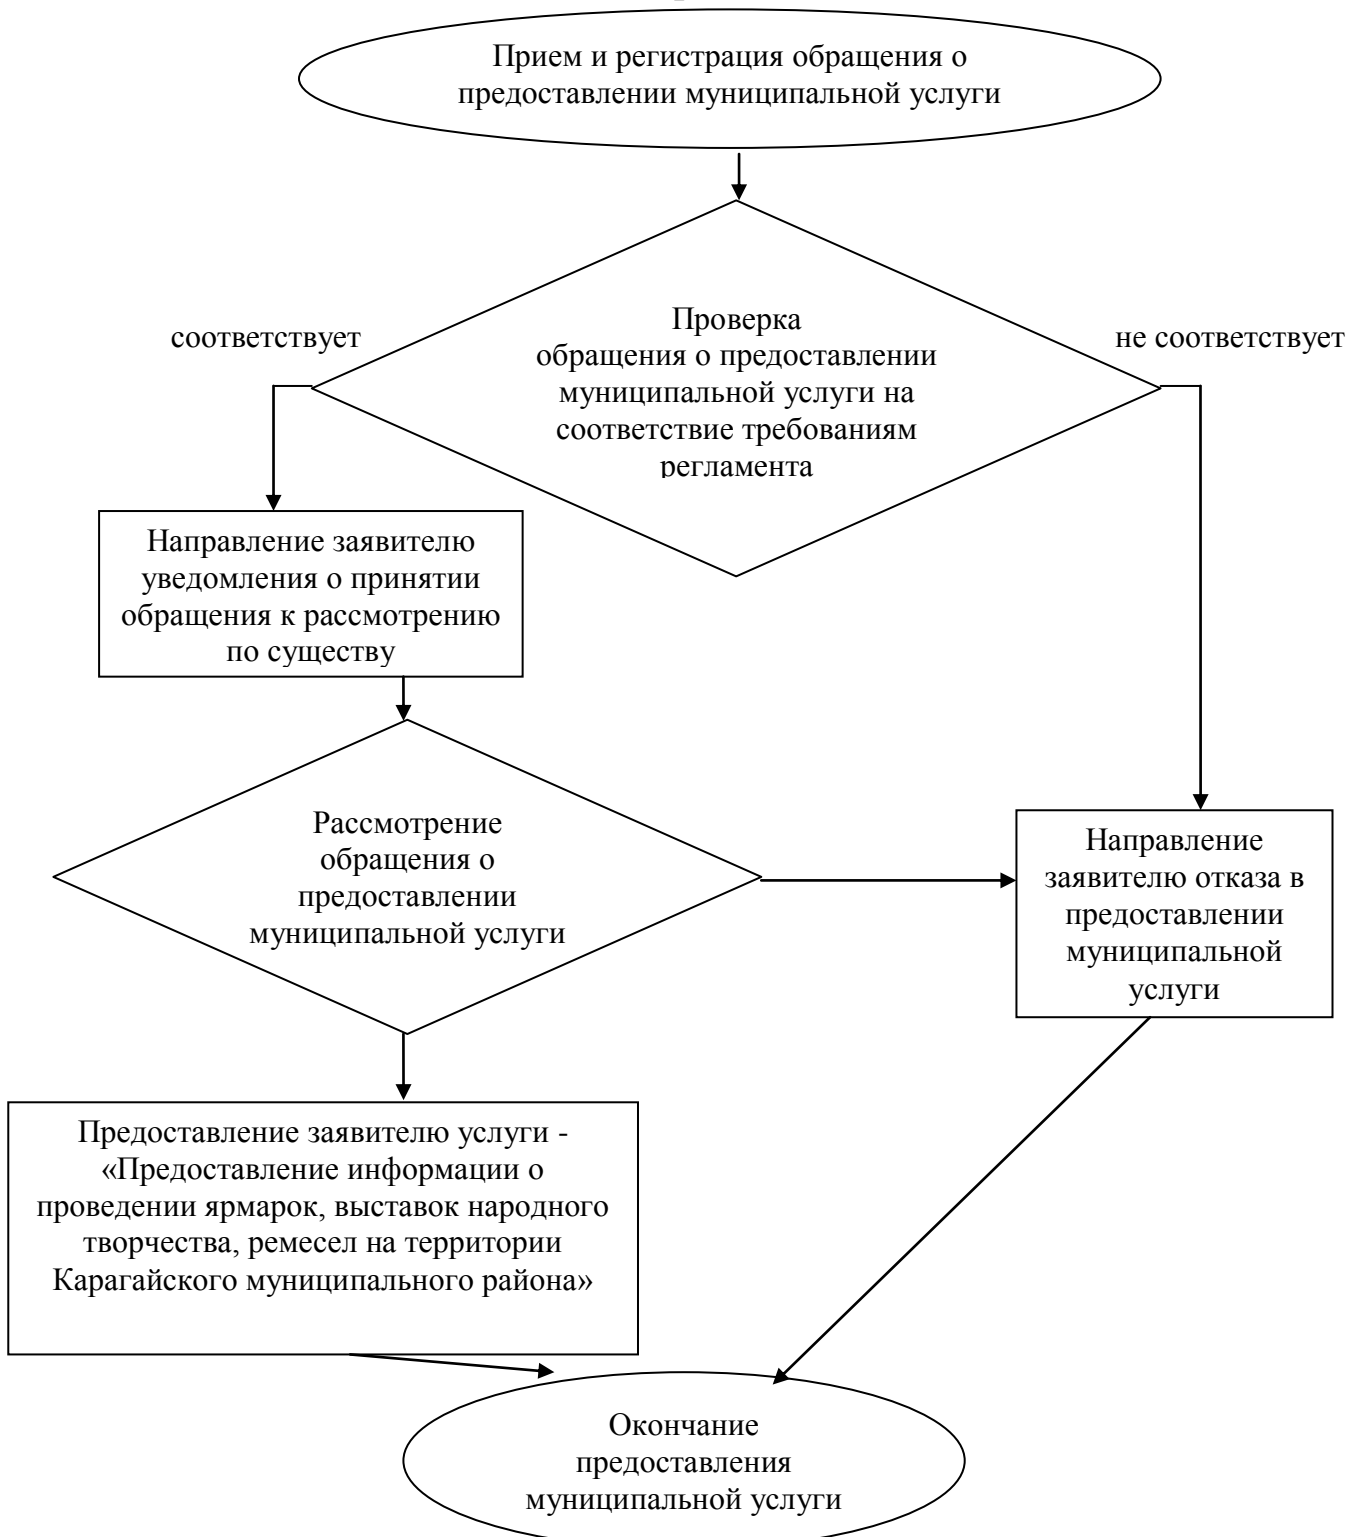 Прием и регистрация обращения о
предоставлении муниципальной услуги
соответствует
не соответствует
Проверка
обращения о предоставлении
муниципальной услуги на
соответствие требованиям
регламента
Направление заявителю
уведомления о принятии
обращения к рассмотрению
по существу
Рассмотрение
обращения о
предоставлении
муниципальной услуги
Направление
заявителю отказа в
предоставлении
муниципальной
услуги
Предоставление заявителю услуги -
«Предоставление информации о
проведении ярмарок, выставок народного
творчества, ремесел на территории
Карагайского муниципального района»
Окончание
предоставления
муниципальной услуги